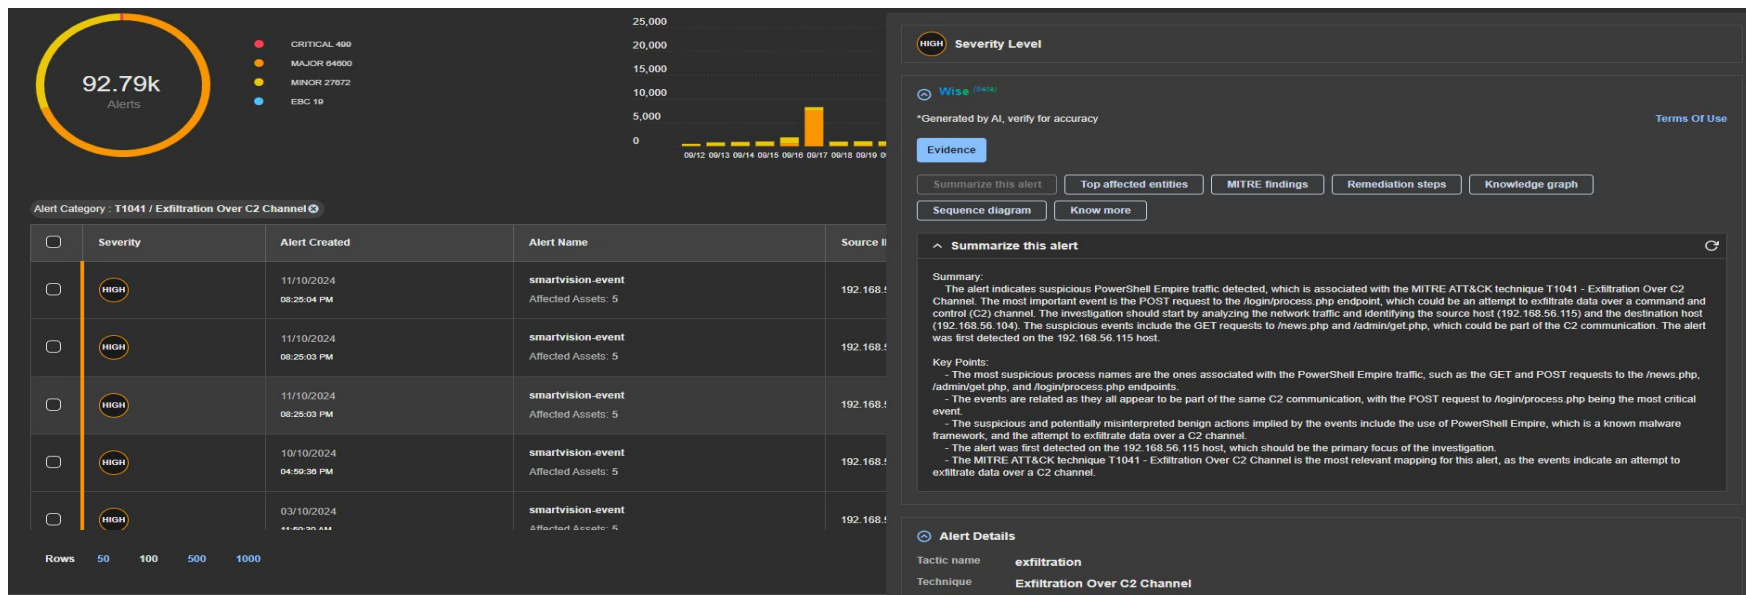 92.79k
Alerts
CRITICAL 499
MAJOR 64600
MINOR 27672
EBC 19
25,000
20,000
15,000
10,000
5,000
0
09/12 09/13 09/14 09/15 09/16 09/17 09/18 09/19
Alert Category : T1041 / Exfiltration Over C2 Channel
Severity Alert Created Alert Name Source
HIGH 11/10/2024 08:25:04 PM smartvision-event Affected Assets: 5 192.168.
HIGH 11/10/2024 08:25:03 PM smartvision-event Affected Assets: 5 192.168.
HIGH 11/10/2024 08:25:03 PM smartvision-event Affected Assets: 5 192.168.
HIGH 10/10/2024 04:59:36 PM smartvision-event Affected Assets: 5 192.168.
HIGH 03/10/2024 smartvision-event Affected Assets: 5 192.168.
Rows 50 100 500 1000
HIGH Severity Level
Wise (beta)
*Generated by AI, verify for accuracy Terms Of Use
Evidence
Summarize this alert Top affected entities MITRE findings Remediation steps Knowledge graph
Sequence diagram Know more
Summarize this alert
Summary:
The alert indicates suspicious PowerShell Empire traffic detected, which is associated with the MITRE ATT&CK technique T1041 - Exfiltration Over C2
Channel. The most important event is the POST request to the /login/process.php endpoint, which could be an attempt to exfiltrate data over a command and
control (C2) channel. The investigation should start by analyzing the network traffic and identifying the source host (192.168.56.115) and the destination host
(192.168.56.104). The suspicious events include the GET requests to /news.php and /admin/get.php, which could be part of the C2 communication. The alert
was first detected on the 192.168.56.115 host.
Key Points:
- The most suspicious process names are the ones associated with the PowerShell Empire traffic, such as the GET and POST requests to the /news.php,
/admin/get.php, and /login/process.php endpoints.
- The events are related as they all appear to be part of the same C2 communication, with the POST request to /login/process.php being the most critical
event.
- The suspicious and potentially misinterpreted benign actions implied by the events include the use of PowerShell Empire, which is a known malware
framework, and the attempt to exfiltrate data over a C2 channel.
- The alert was first detected on the 192.168.56.115 host, which should be the primary focus of the investigation.
- The MITRE ATT&CK technique T1041 - Exfiltration Over C2 Channel is the most relevant mapping for this alert, as the events indicate an attempt to
exfiltrate data over a C2 channel.
Alert Details
Tactic name exfiltration
Technique Exfiltration Over C2 Channel